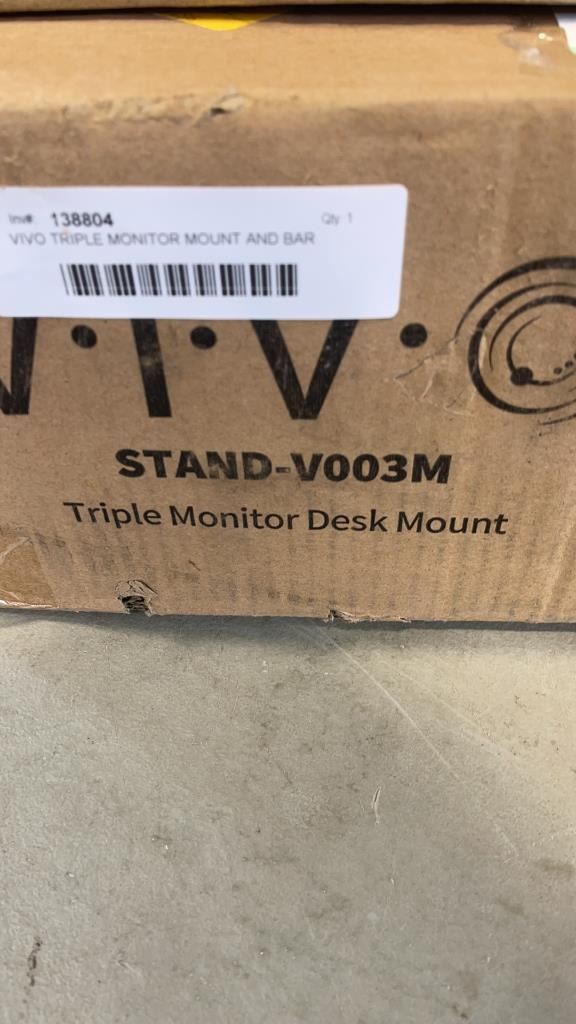 Inv#: 138804 Qty: 1
VIVO TRIPLE MONITOR MOUNT AND BAR
V·I·V·O
STAND-V003M
Triple Monitor Desk Mount